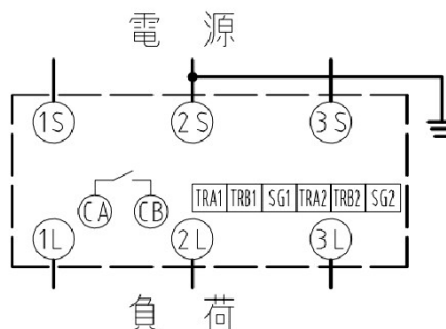 電 源
1S 2S 3S
CA CB TRA1 TRB1 SG1 TRA2 TRB2 SG2
1L 2L 3L
負 荷